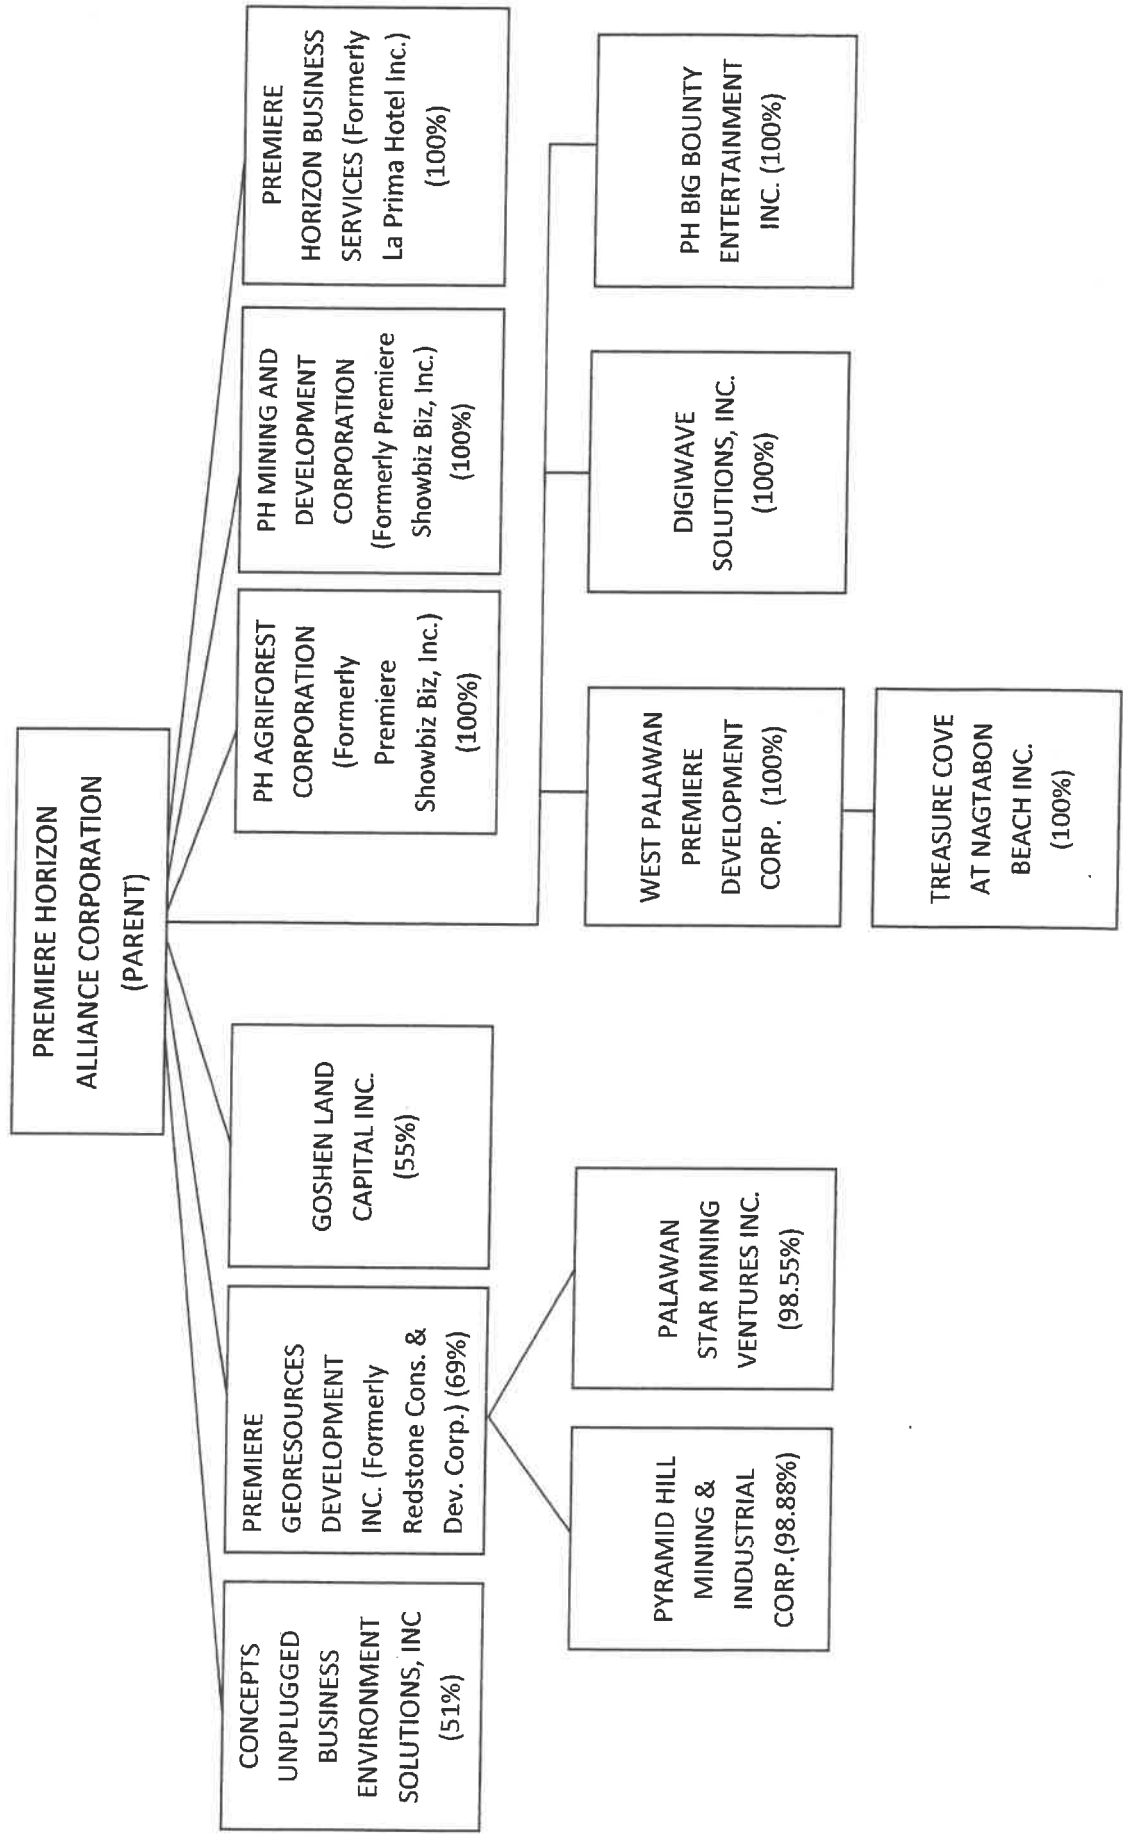 PREMIERE HORIZON
ALLIANCE CORPORATION
(PARENT)
CONCEPTS
UNPLUGGED
BUSINESS
ENVIRONMENT
SOLUTIONS, INC
(51%)
PREMIERE
GEORESOURCES
DEVELOPMENT
INC. (Formerly
Redstone Cons. &
Dev. Corp.) (69%)
GOSHEN LAND
CAPITAL INC.
(55%)
PH AGRIFOREST
CORPORATION
(Formerly
Premiere
Showbiz Biz, Inc.)
(100%)
PH MINING AND
DEVELOPMENT
CORPORATION
(Formerly Premiere
Showbiz Biz, Inc.)
(100%)
PREMIERE
HORIZON BUSINESS
SERVICES (Formerly
La Prima Hotel Inc.)
(100%)
PYRAMID HILL
MINING &
INDUSTRIAL
CORP.(98.88%)
PALAWAN
STAR MINING
VENTURES INC.
(98.55%)
WEST PALAWAN
PREMIERE
DEVELOPMENT
CORP. (100%)
DIGIWAVE
SOLUTIONS, INC.
(100%)
PH BIG BOUNTY
ENTERTAINMENT
INC. (100%)
TREASURE COVE
AT NAGTABON
BEACH INC.
(100%)